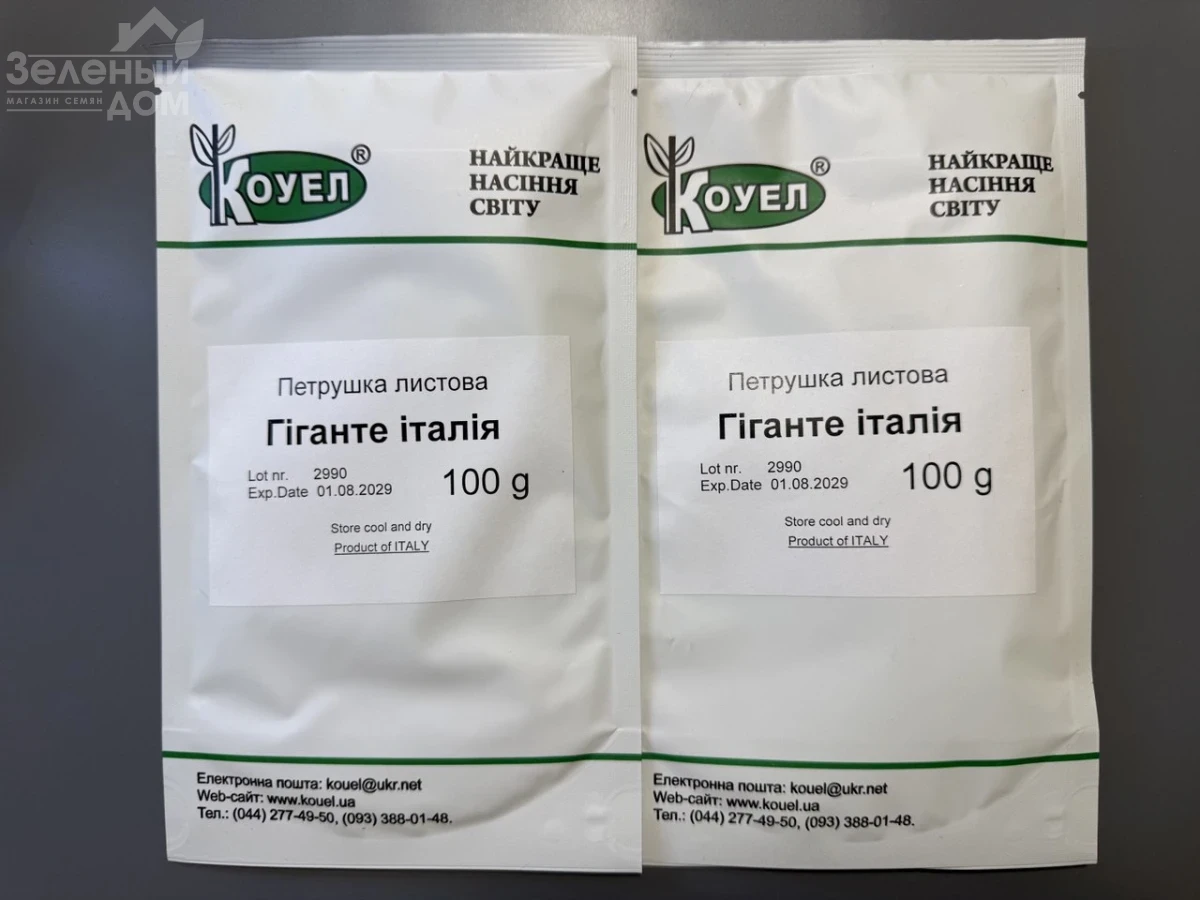 Зеленый
МАГАЗИН СЕМЯН ДОМ
КОУЕЛ ®
НАЙКРАЩЕ
НАСІННЯ
СВІТУ
Петрушка листова
Гіганте італія
Lot nr. 2990
Exp.Date 01.08.2029
100 g
Store cool and dry
Product of ITALY
Електронна пошта: kouel@ukr.net
Web-сайт: www.kouel.ua
Тел.: (044) 277-49-50, (093) 388-01-48.
КОУЕЛ ®
НАЙКРАЩЕ
НАСІННЯ
СВІТУ
Петрушка листова
Гіганте італія
Lot nr. 2990
Exp.Date 01.08.2029
100 g
Store cool and dry
Product of ITALY
Електронна пошта: kouel@ukr.net
Web-сайт: www.kouel.ua
Тел.: (044) 277-49-50, (093) 388-01-48.